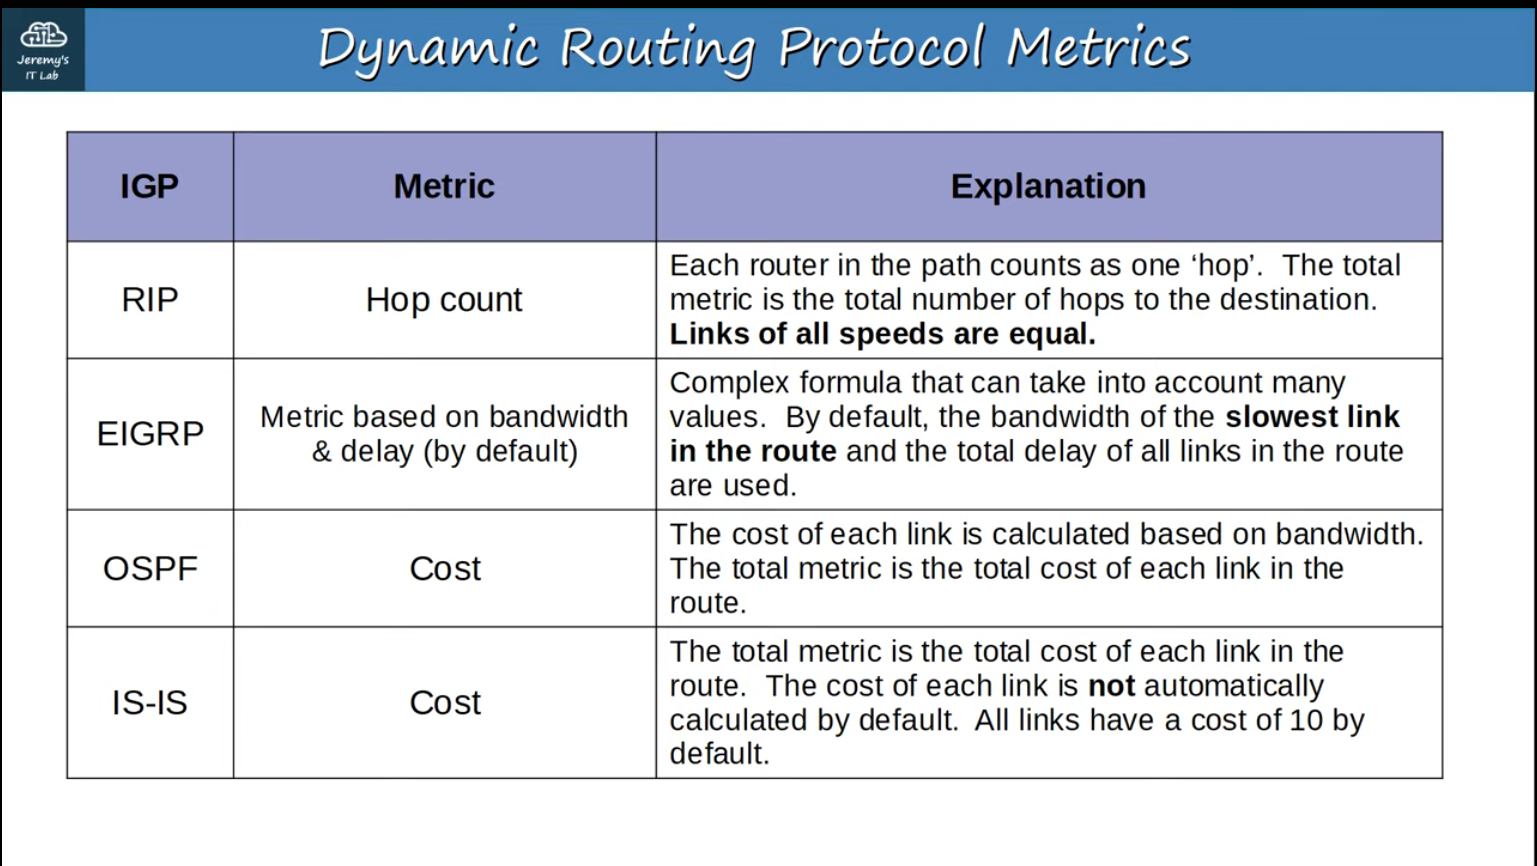 Jeremy's
IT Lab
Dynamic Routing Protocol Metrics
IGP
Metric
Explanation
RIP
Hop count
Each router in the path counts as one ‘hop’.  The total
metric is the total number of hops to the destination.
Links of all speeds are equal.
EIGRP
Metric based on bandwidth
& delay (by default)
Complex formula that can take into account many
values.  By default, the bandwidth of the slowest link
in the route and the total delay of all links in the route
are used.
OSPF
Cost
The cost of each link is calculated based on bandwidth.
The total metric is the total cost of each link in the
route.
IS-IS
Cost
The total metric is the total cost of each link in the
route.  The cost of each link is not automatically
calculated by default.  All links have a cost of 10 by
default.